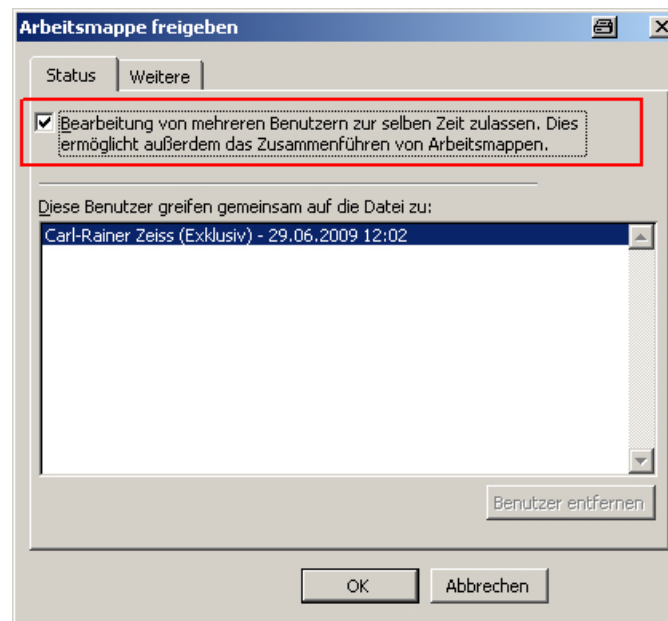 Arbeitsmappe freigeben
Status
Weitere
Bearbeitung von mehreren Benutzern zur selben Zeit zulassen. Dies
ermöglicht außerdem das Zusammenführen von Arbeitsmappen.
Diese Benutzer greifen gemeinsam auf die Datei zu:
Carl-Rainer Zeiss (Exklusiv) - 29.06.2009 12:02
Benutzer entfernen
OK
Abbrechen